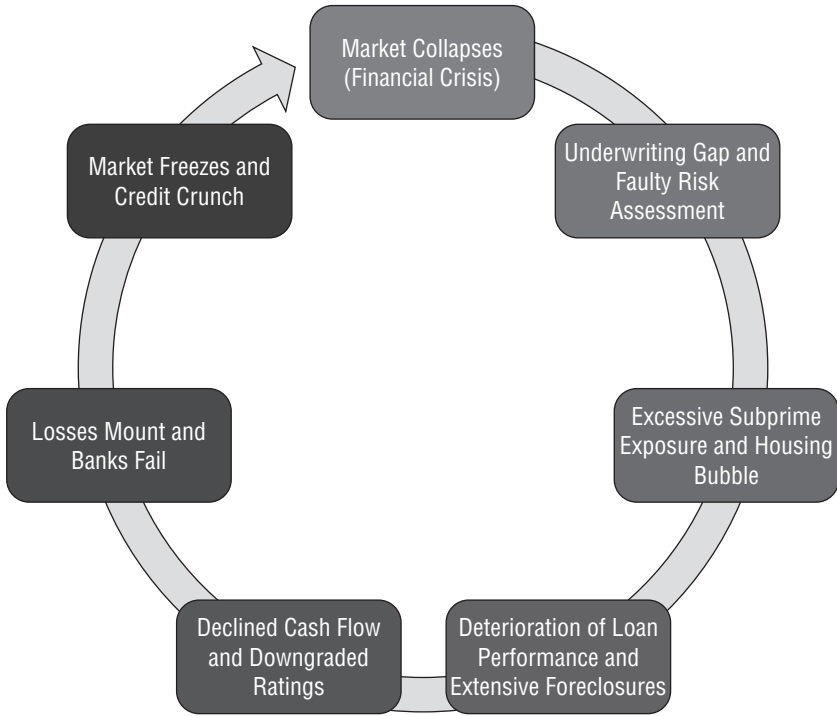 Market Collapses
(Financial Crisis)
Underwriting Gap and
Faulty Risk
Assessment
Excessive Subprime
Exposure and Housing
Bubble
Deterioration of Loan
Performance and
Extensive Foreclosures
Declined Cash Flow
and Downgraded
Ratings
Losses Mount and
Banks Fail
Market Freezes and
Credit Crunch